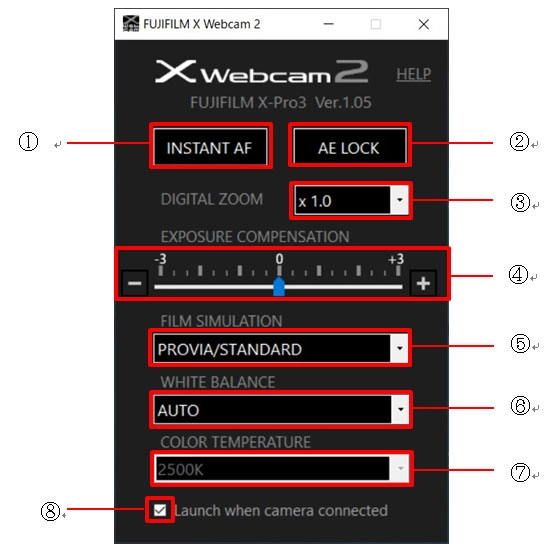 FUJIFILM X Webcam 2
X Webcam 2 HELP
FUJIFILM X-Pro3 Ver.1.05
① INSTANT AF AE LOCK ②
DIGITAL ZOOM x 1.0 ③
EXPOSURE COMPENSATION
-3 0 +3
− + ④
FILM SIMULATION
PROVIA/STANDARD ⑤
WHITE BALANCE
AUTO ⑥
COLOR TEMPERATURE
2500K ⑦
⑧ Launch when camera connected